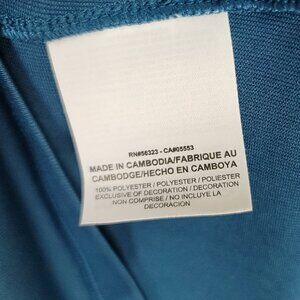 RN#56323 - CA#05553
MADE IN CAMBODIA/FABRIQUE AU
CAMBODGE/HECHO EN CAMBOYA
100% POLYESTER / POLYESTER / POLIESTER
EXCLUSIVE OF DECORATION / DECORATION
NON COMPRISE / NO INCLUYE LA
DECORACIÓN